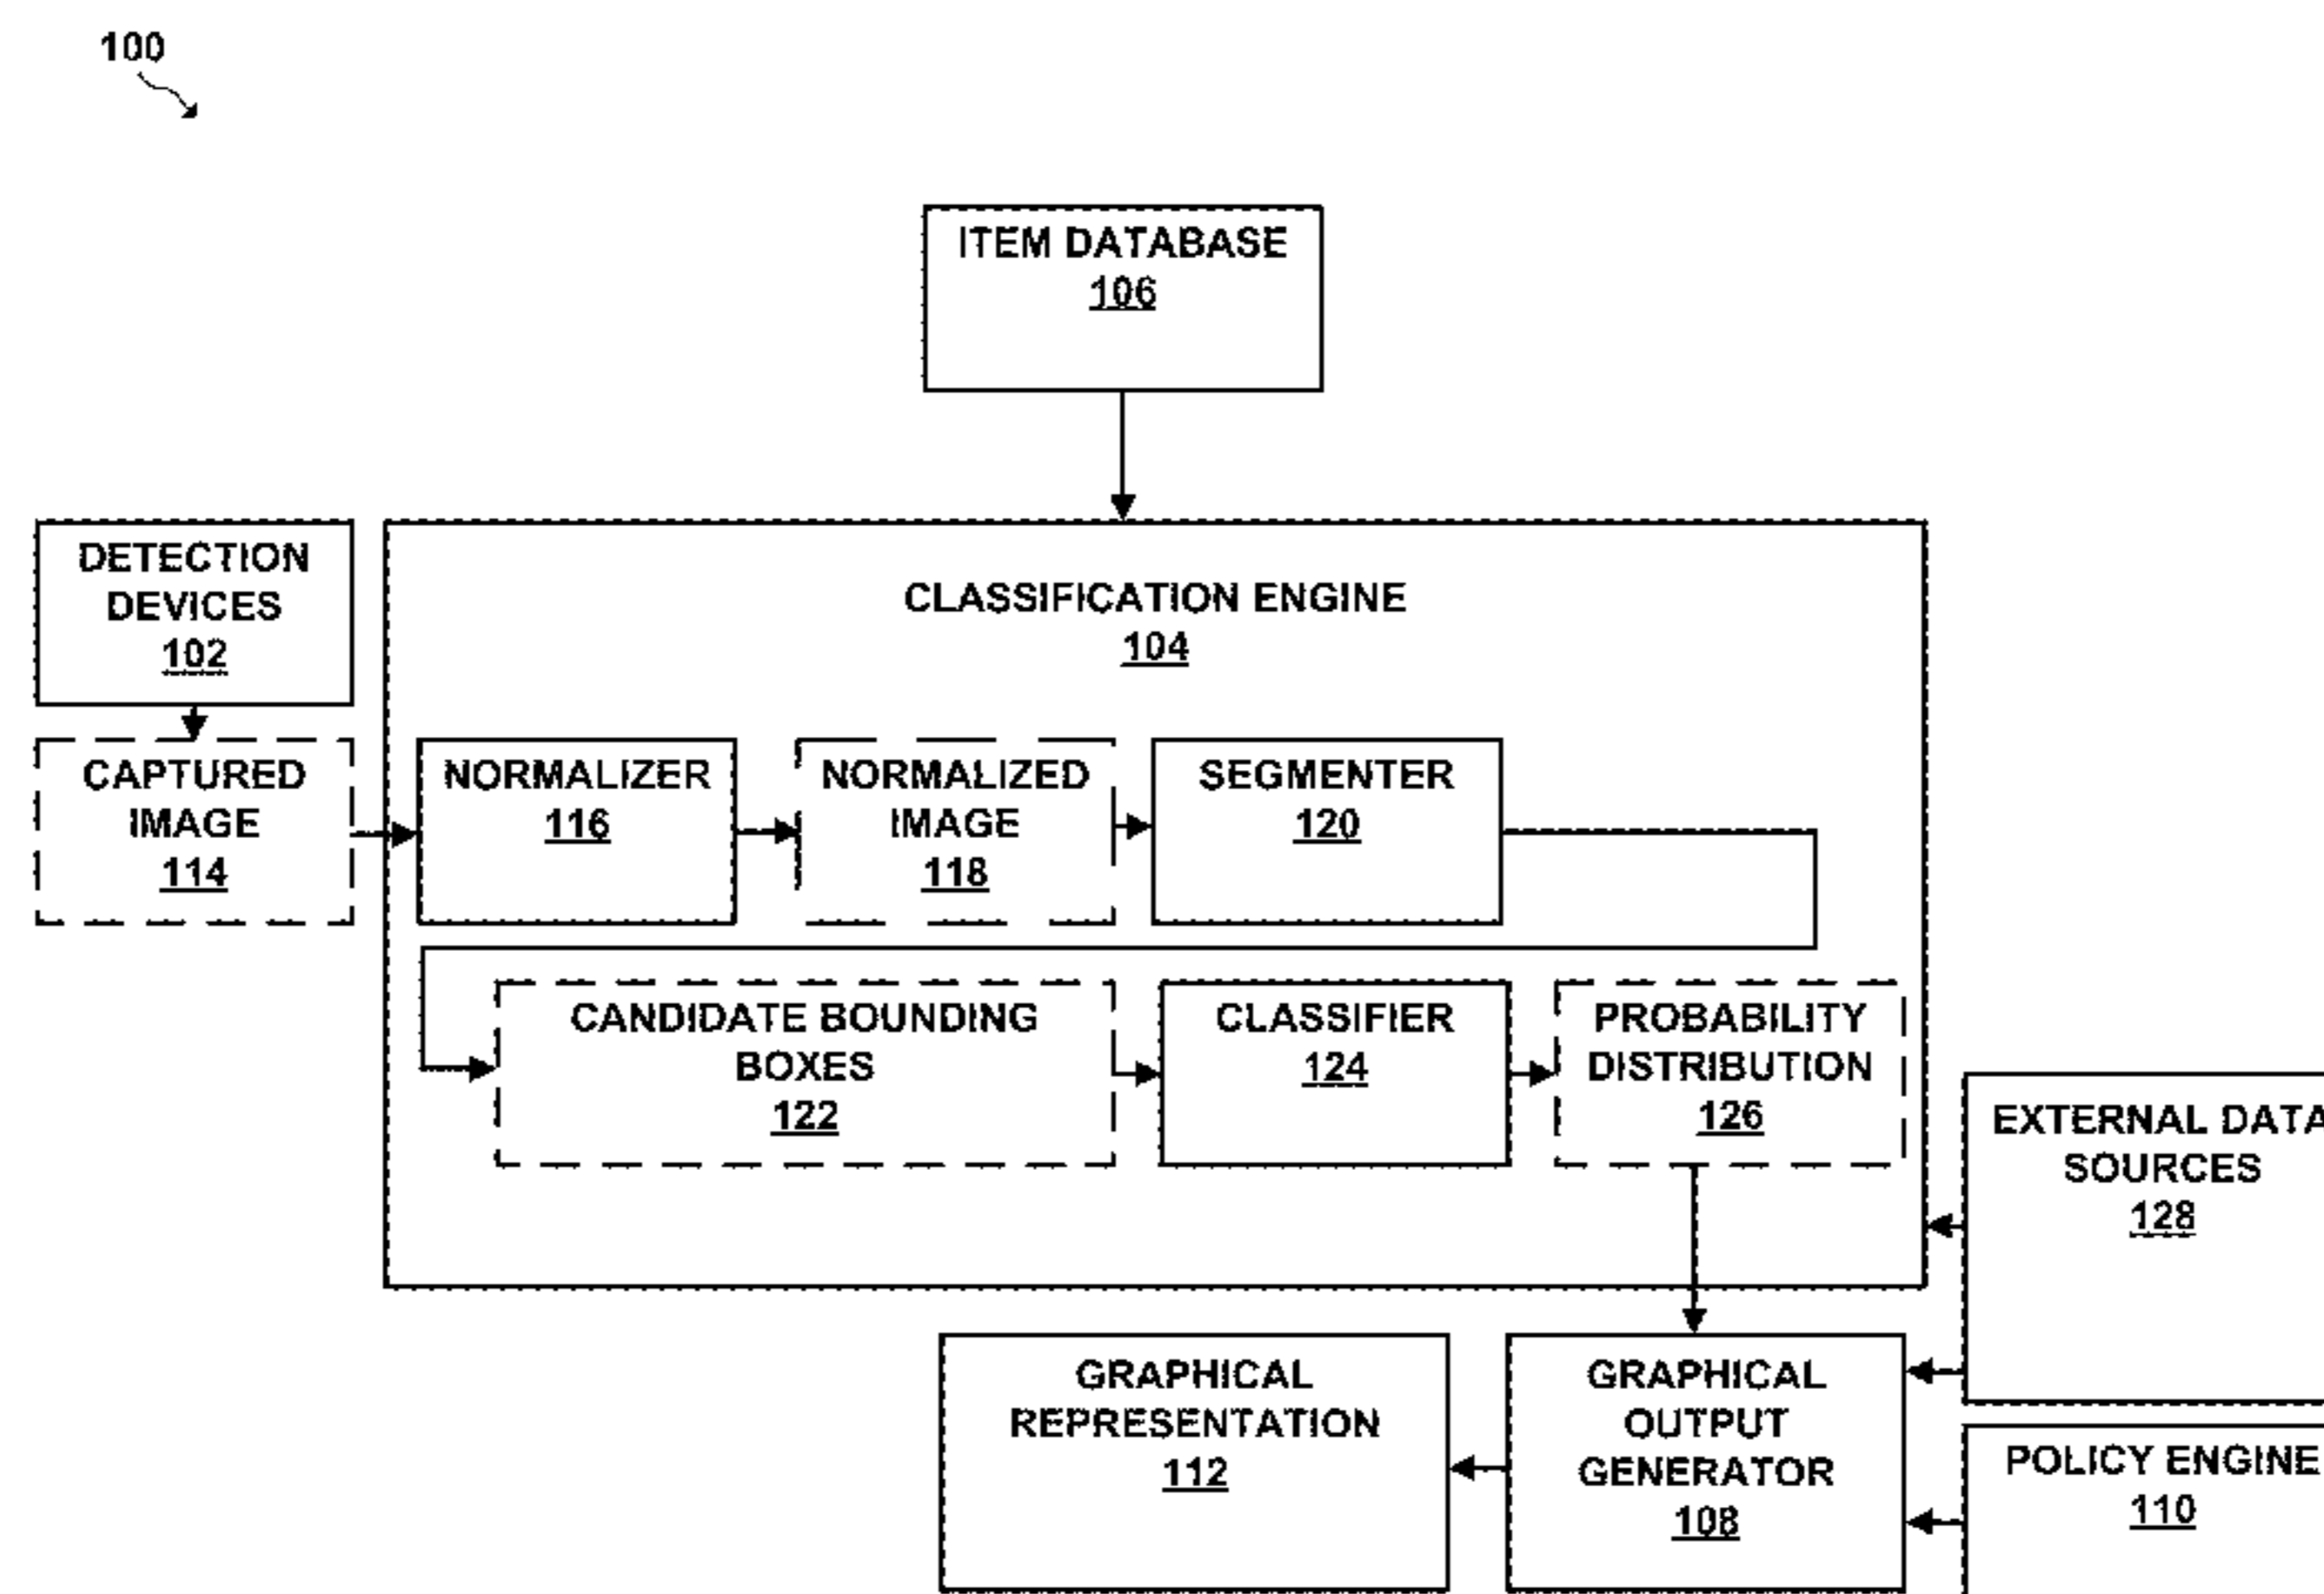 100
ITEM DATABASE
106
DETECTION
DEVICES
102
CLASSIFICATION ENGINE
104
CAPTURED
IMAGE
114
NORMALIZER
116
NORMALIZED
IMAGE
118
SEGMENTER
120
CANDIDATE BOUNDING
BOXES
122
CLASSIFIER
124
PROBABILITY
DISTRIBUTION
126
EXTERNAL DATA
SOURCES
128
GRAPHICAL
REPRESENTATION
112
GRAPHICAL
OUTPUT
GENERATOR
108
POLICY ENGINE
110